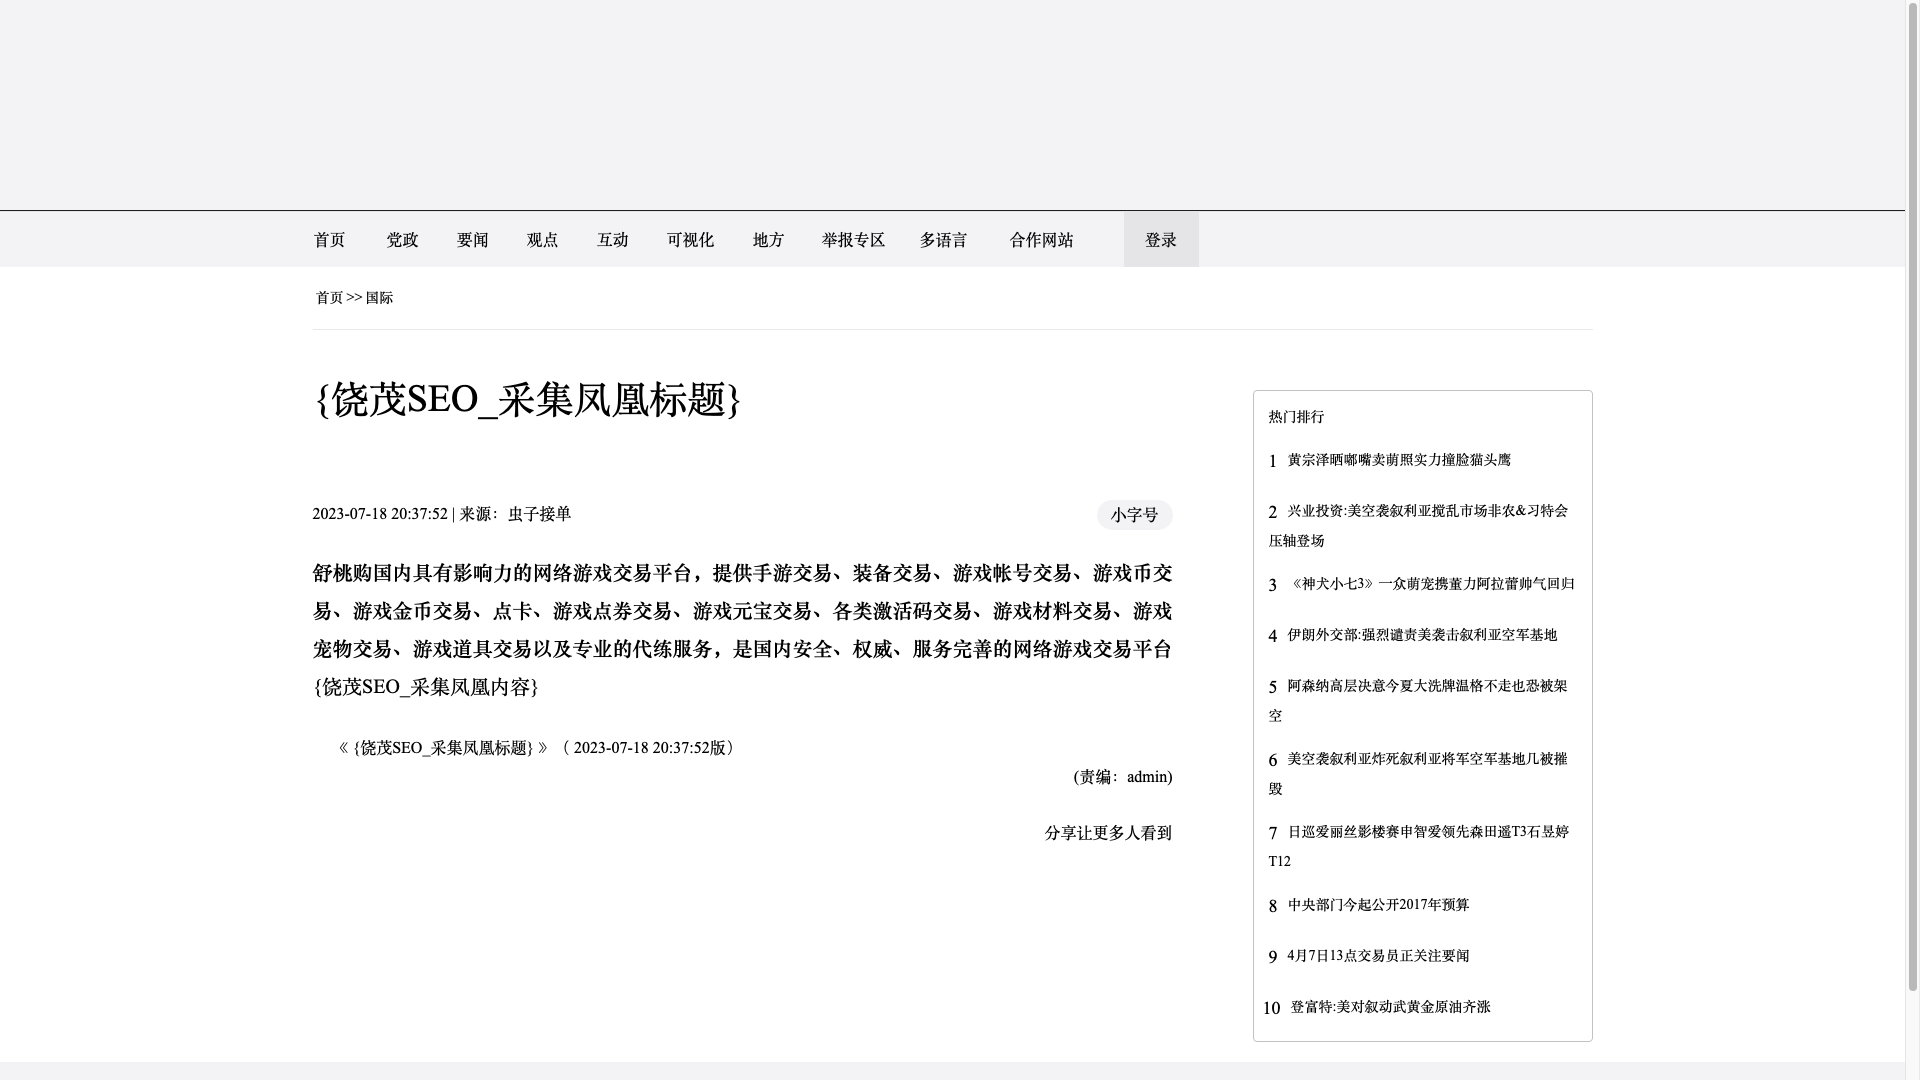 首页 党政 要闻 观点 互动 可视化 地方 举报专区 多语言 合作网站 登录
首页 >> 国际
{饶茂SEO_采集凤凰标题}
2023-07-18 20:37:52 | 来源：虫子接单
小字号
舒桃购国内具有影响力的网络游戏交易平台，提供手游交易、装备交易、游戏帐号交易、游戏币交
易、游戏金币交易、点卡、游戏点券交易、游戏元宝交易、各类激活码交易、游戏材料交易、游戏
宠物交易、游戏道具交易以及专业的代练服务，是国内安全、权威、服务完善的网络游戏交易平台
{饶茂SEO_采集凤凰内容}
《 {饶茂SEO_采集凤凰标题} 》（ 2023-07-18 20:37:52版）
(责编：admin)
分享让更多人看到
热门排行
1 黄宗泽晒嘟嘴卖萌照实力撞脸猫头鹰
2 兴业投资:美空袭叙利亚搅乱市场非农&习特会
压轴登场
3 《神犬小七3》一众萌宠携董力阿拉蕾帅气回归
4 伊朗外交部:强烈谴责美袭击叙利亚空军基地
5 阿森纳高层决意今夏大洗牌温格不走也恐被架
空
6 美空袭叙利亚炸死叙利亚将军空军基地几被摧
毁
7 日巡爱丽丝影楼赛申智爱领先森田遥T3石昱婷
T12
8 中央部门今起公开2017年预算
9 4月7日13点交易员正关注要闻
10 登富特:美对叙动武黄金原油齐涨